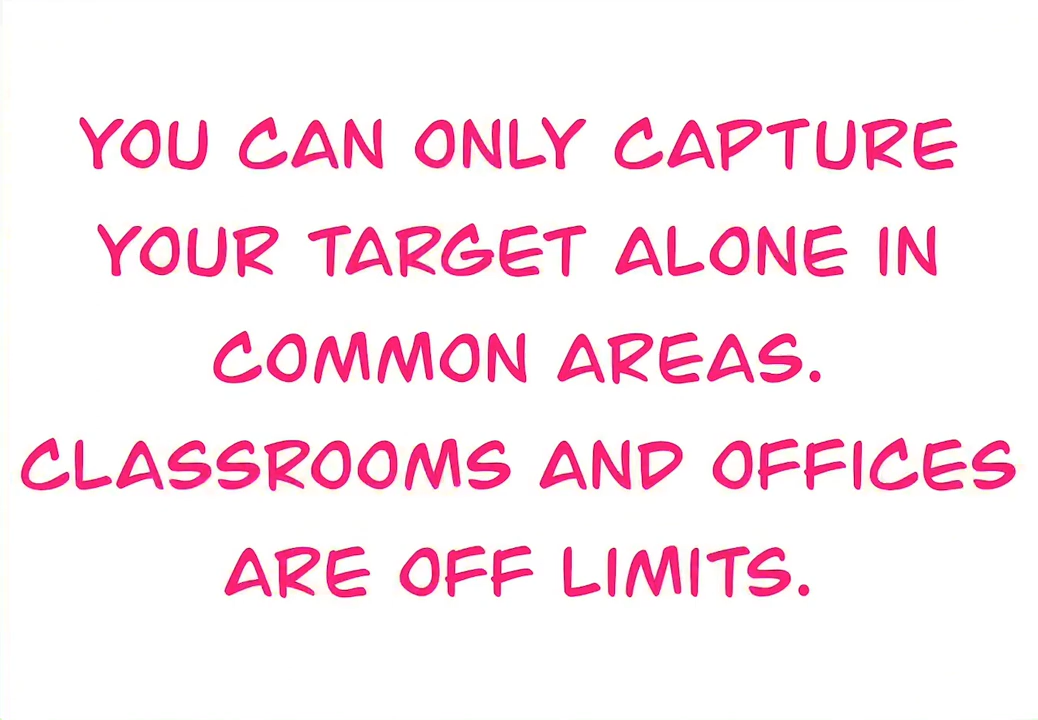 YOU CAN ONLY CAPTURE
YOUR TARGET ALONE IN
COMMON AREAS.
CLASSROOMS AND OFFICES
ARE OFF LIMITS.